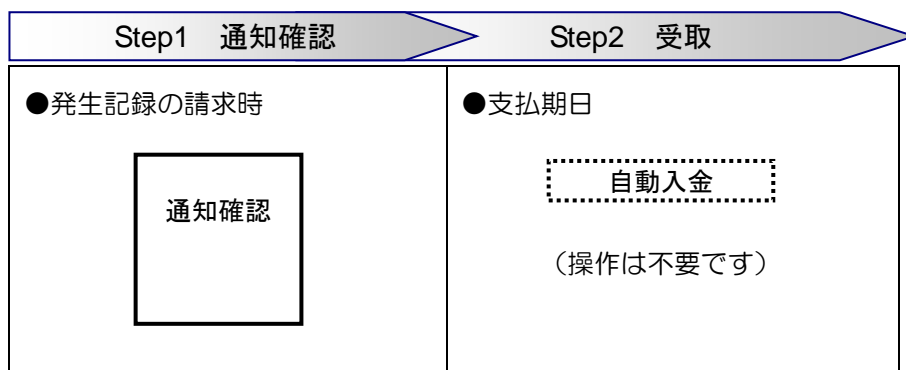 Step1 通知確認
Step2 受取
●発生記録の請求時
通知確認
●支払期日
自動入金
（操作は不要です）